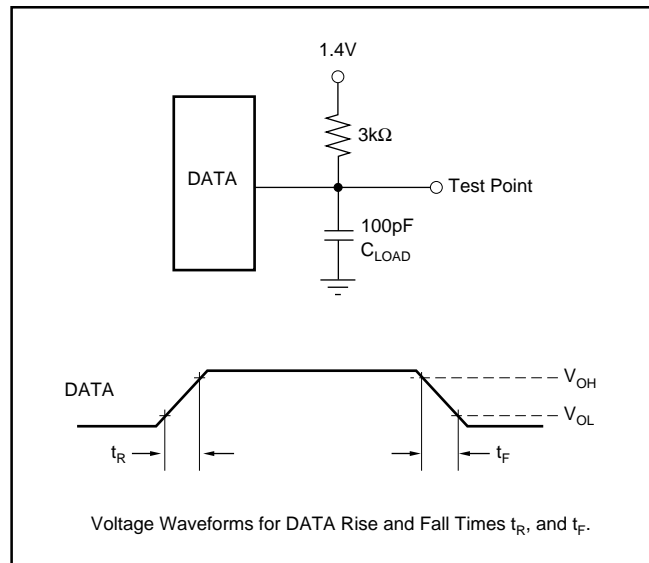 1.4V
3kΩ
DATA
Test Point
100pF
CLOAD
DATA
VOH
VOL
tR
tF
Voltage Waveforms for DATA Rise and Fall Times tR, and tF.